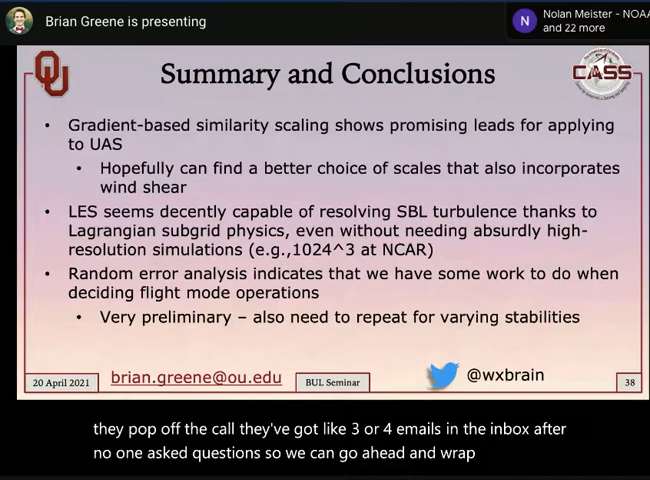 Brian Greene is presenting
N
Nolan Meister - NOAA
and 22 more
OU
Summary and Conclusions
CASS
• Gradient-based similarity scaling shows promising leads for applying
to UAS
• Hopefully can find a better choice of scales that also incorporates
wind shear
• LES seems decently capable of resolving SBL turbulence thanks to
Lagrangian subgrid physics, even without needing absurdly high-
resolution simulations (e.g.,1024^3 at NCAR)
• Random error analysis indicates that we have some work to do when
deciding flight mode operations
• Very preliminary – also need to repeat for varying stabilities
20 April 2021
brian.greene@ou.edu
BUL Seminar
@wxbrain
38
they pop off the call they've got like 3 or 4 emails in the inbox after
no one asked questions so we can go ahead and wrap